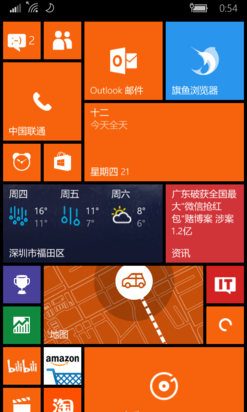 0:54
2
Outlook 邮件
旗鱼浏览器
中国联通
十二
今天全天
星期四 21
周四
周五
周六
16°
11°
11°
7°
8°
6°
深圳市福田区
广东破获全国最
大"微信抢红
包"赌博案 涉案
1.2亿
资讯
地图
IT
bilibili
amazon
淘